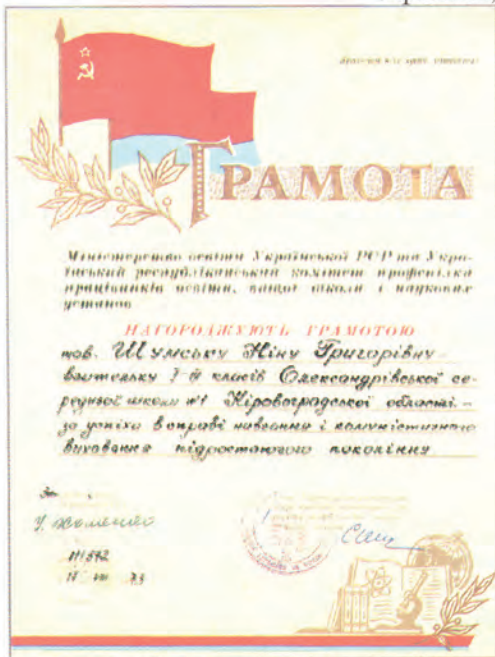 ГРАМОТА
Міністерство освіти Української РСР та Укра-
їнський республіканський комітет профспілки
працівників освіти, вищої школи і наукових
установ
НАГОРОДЖУЮТЬ ГРАМОТОЮ
тов. Шумську Ніну Григорівну
вчительку класів Олександрівської се-
редньої школи №1 Кіровоградської області
за успіхи в справі навчання і комуністичного
виховання підростаючого покоління